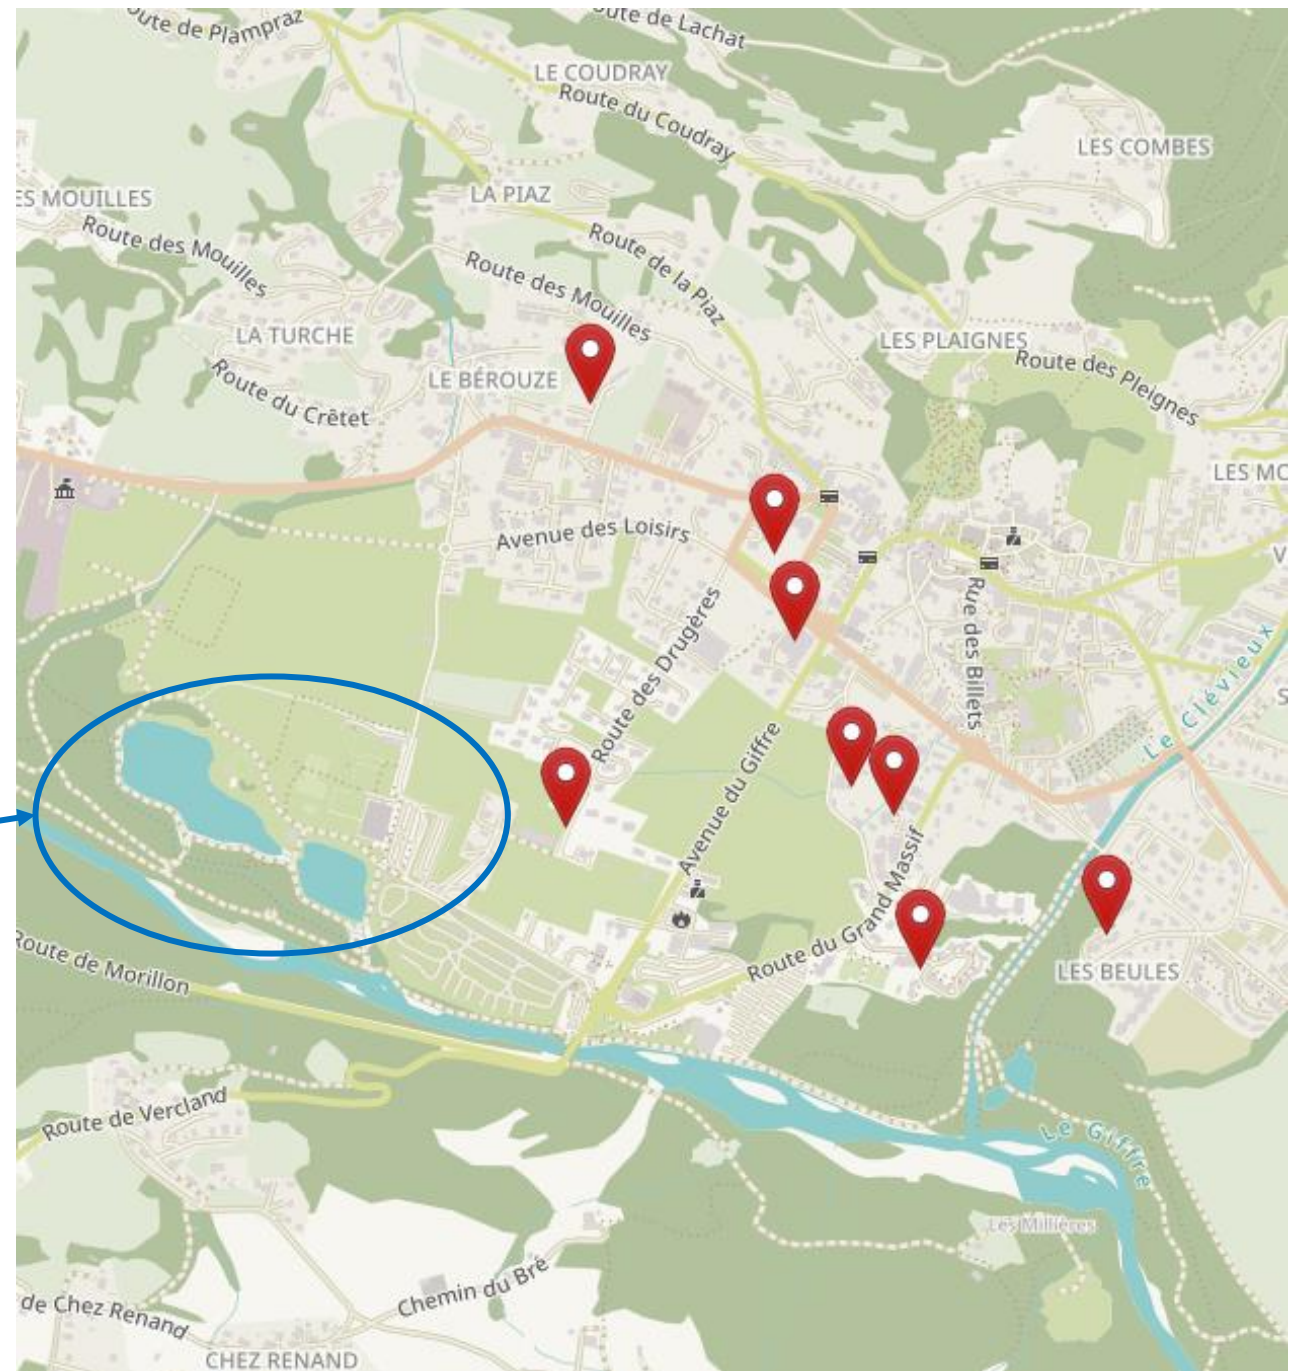 ute de Plampraz
ute de Lachat
LE COUDRAY
Route du Coudray
LES COMBES
ES MOUILLES
LA PIAZ
Route des Mouilles
Route de la Piaz
Route des Mouilles
LA TURCHE
LES PLAIGNES
Route des Pleignes
LE BÉROUZE
Route du Crêtet
LES MO
Avenue des Loisirs
V
Route des Drugères
Rue des Billets
Le Clévieux
S
Avenue du Giffre
Route du Grand Massif
Route de Morillon
LES BEULES
Route de Vercland
Le Giffre
Les Millières
Chemin du Bré
de Chez Renand
CHEZ RENAND